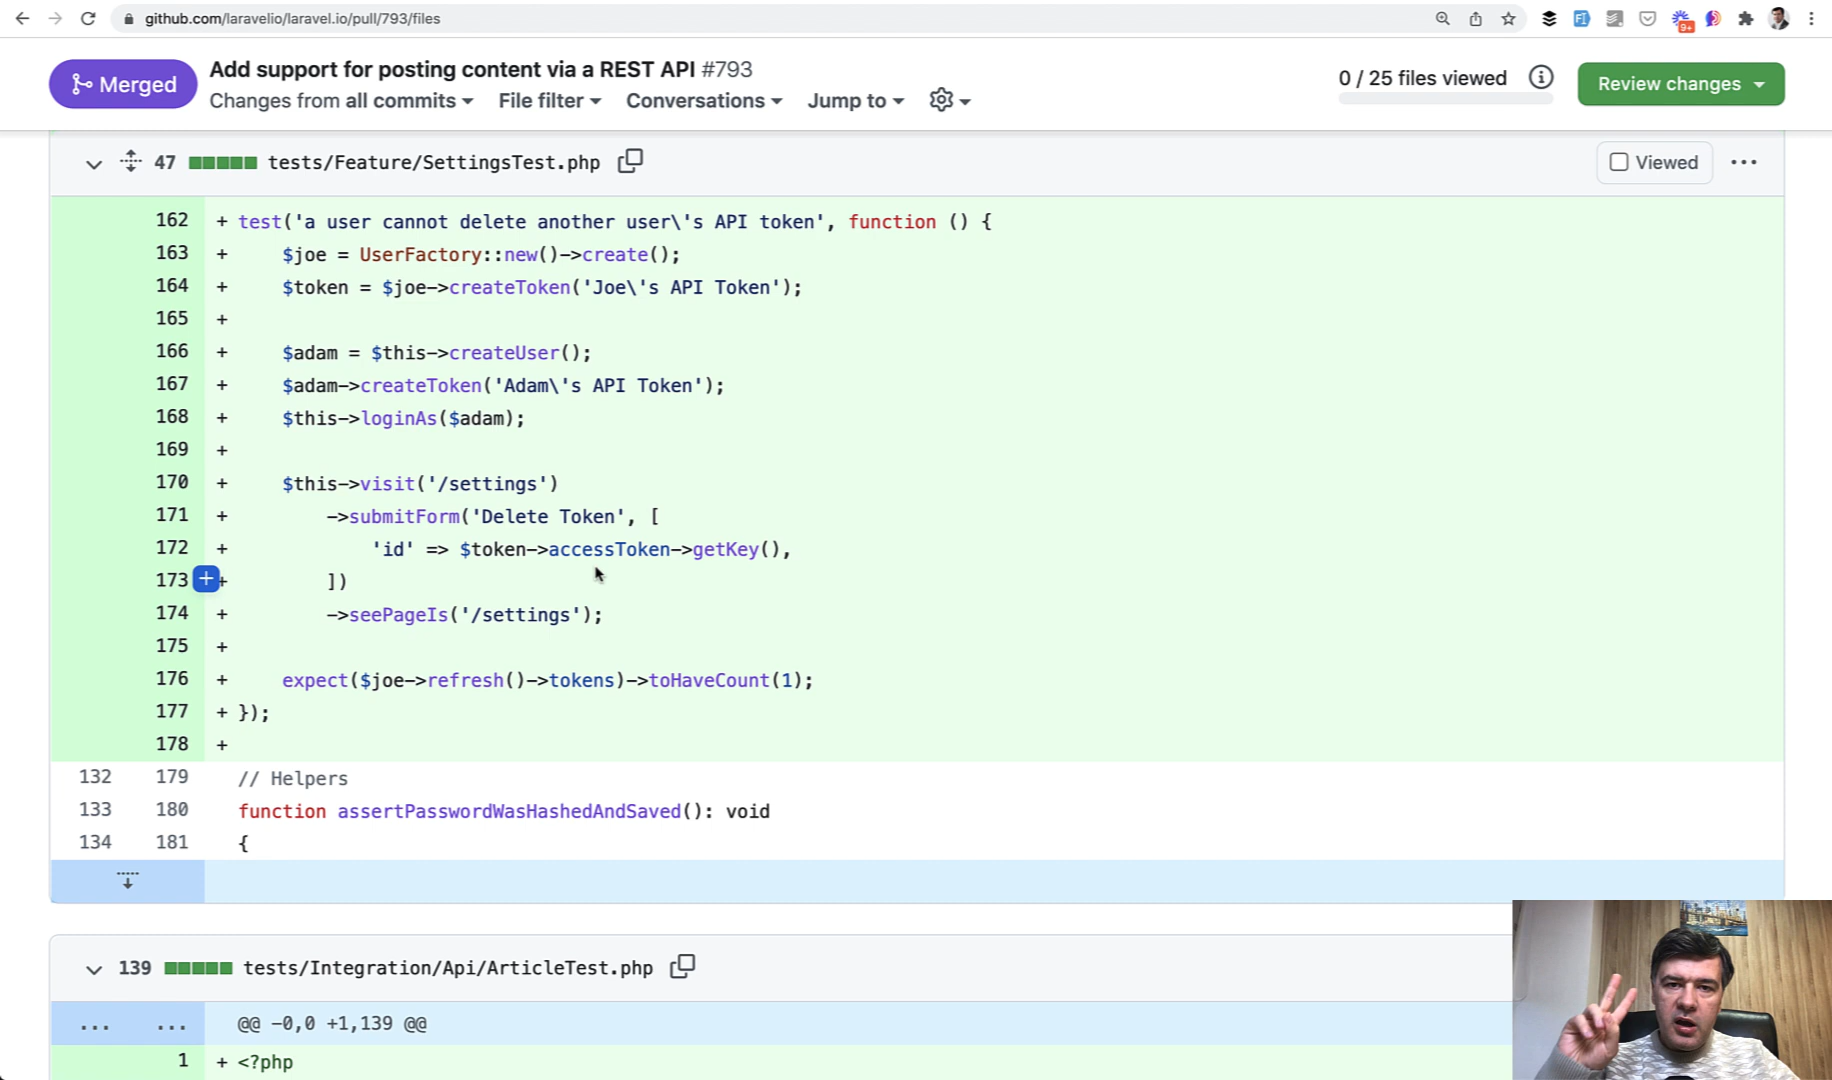 github.com/laravelio/laravel.io/pull/793/files
9+
Merged
Add support for posting content via a REST API #793
Changes from all commits
File filter
Conversations
Jump to
0 / 25 files viewed
Review changes
47 tests/Feature/SettingsTest.php
Viewed
162 + test('a user cannot delete another user\'s API token', function () {
163 + $joe = UserFactory::new()->create();
164 + $token = $joe->createToken('Joe\'s API Token');
165 +
166 + $adam = $this->createUser();
167 + $adam->createToken('Adam\'s API Token');
168 + $this->loginAs($adam);
169 +
170 + $this->visit('/settings')
171 + ->submitForm('Delete Token', [
172 + 'id' => $token->accessToken->getKey(),
173 + ])
174 + ->seePageIs('/settings');
175 +
176 + expect($joe->refresh()->tokens)->toHaveCount(1);
177 + });
178 +
132 179 // Helpers
133 180 function assertPasswordWasHashedAndSaved(): void
134 181 {
139 tests/Integration/Api/ArticleTest.php
... ... @@ -0,0 +1,139 @@
1 + <?php